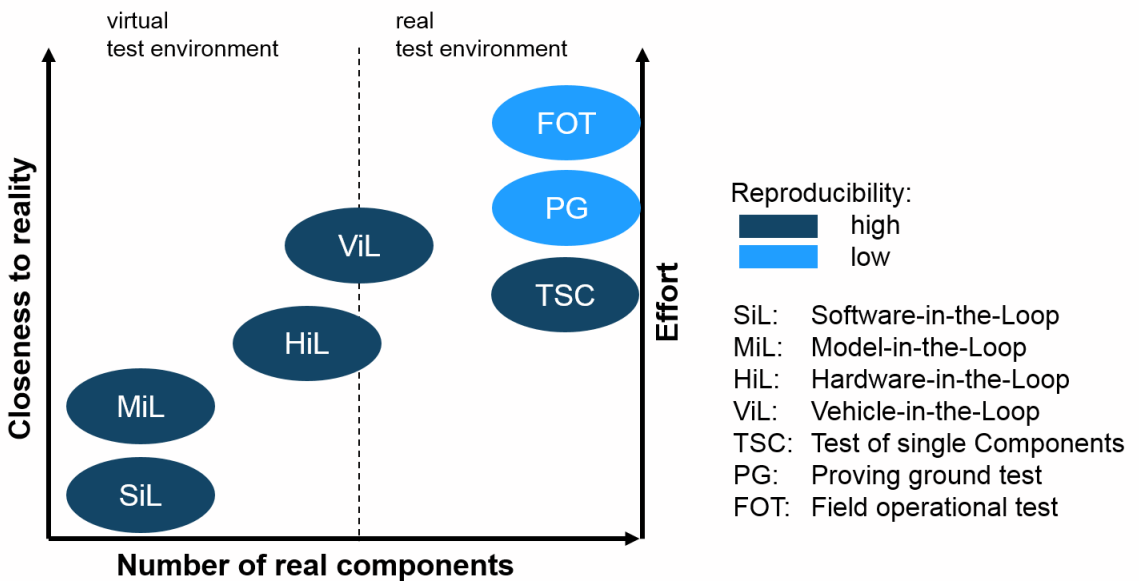 virtual
test environment
real
test environment
Closeness to reality
FOT
PG
ViL
TSC
HiL
MiL
SiL
Effort
Number of real components
Reproducibility:
high
low
SiL: Software-in-the-Loop
MiL: Model-in-the-Loop
HiL: Hardware-in-the-Loop
ViL: Vehicle-in-the-Loop
TSC: Test of single Components
PG: Proving ground test
FOT: Field operational test